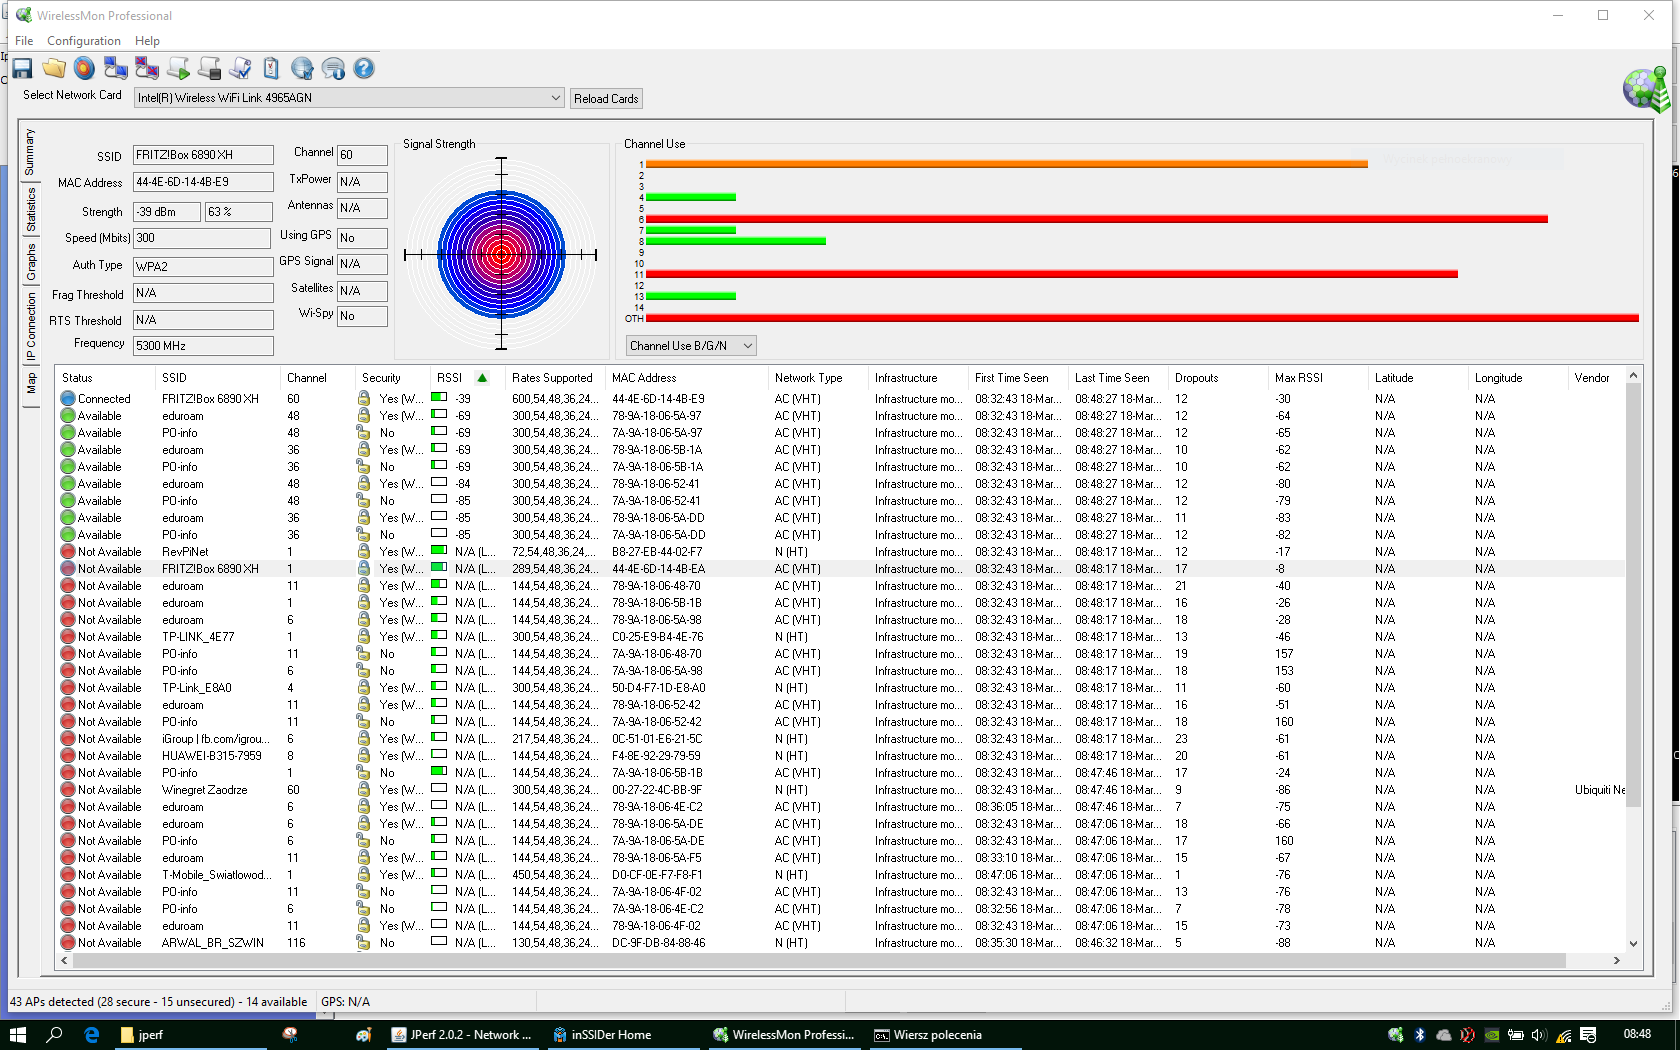 WirelessMon Professional
File Configuration Help
Select Network Card Intel(R) Wireless WiFi Link 4965AGN Reload Cards
Summary
Statistics
Graphs
IP Connection
Map
SSID FRITZ!Box 6890 XH
MAC Address 44-4E-6D-14-4B-E9
Strength -39 dBm 63 %
Speed (Mbits) 300
Auth Type WPA2
Frag Threshold N/A
RTS Threshold N/A
Frequency 5300 MHz
Channel 60
TxPower N/A
Antennas N/A
Using GPS No
GPS Signal N/A
Satellites N/A
Wi-Spy No
Signal Strength
Channel Use
1
2
3
4
5
6
7
8
9
10
11
12
13
14
OTH
Channel Use B/G/N
Status SSID Channel Security RSSI Rates Supported MAC Address Network Type Infrastructure First Time Seen Last Time Seen Dropouts Max RSSI Latitude Longitude Vendor
Connected FRITZ!Box 6890 XH 60 Yes (W... -39 600,54,48,36,24... 44-4E-6D-14-4B-E9 AC (VHT) Infrastructure mo... 08:32:43 18-Mar... 08:48:27 18-Mar... 12 -30 N/A N/A
Available eduroam 48 Yes (W... -69 300,54,48,36,24... 78-9A-18-06-5A-97 AC (VHT) Infrastructure mo... 08:32:43 18-Mar... 08:48:27 18-Mar... 12 -64 N/A N/A
Available PO-info 48 No -69 300,54,48,36,24... 7A-9A-18-06-5A-97 AC (VHT) Infrastructure mo... 08:32:43 18-Mar... 08:48:27 18-Mar... 12 -65 N/A N/A
Available eduroam 36 Yes (W... -69 300,54,48,36,24... 78-9A-18-06-5B-1A AC (VHT) Infrastructure mo... 08:32:43 18-Mar... 08:48:27 18-Mar... 10 -62 N/A N/A
Available PO-info 36 No -69 300,54,48,36,24... 7A-9A-18-06-5B-1A AC (VHT) Infrastructure mo... 08:32:43 18-Mar... 08:48:27 18-Mar... 10 -62 N/A N/A
Available eduroam 48 Yes (W... -84 300,54,48,36,24... 78-9A-18-06-52-41 AC (VHT) Infrastructure mo... 08:32:43 18-Mar... 08:48:27 18-Mar... 12 -80 N/A N/A
Available PO-info 48 No -85 300,54,48,36,24... 7A-9A-18-06-52-41 AC (VHT) Infrastructure mo... 08:32:43 18-Mar... 08:48:27 18-Mar... 12 -79 N/A N/A
Available eduroam 36 Yes (W... -85 300,54,48,36,24... 78-9A-18-06-5A-DD AC (VHT) Infrastructure mo... 08:32:43 18-Mar... 08:48:27 18-Mar... 11 -83 N/A N/A
Available PO-info 36 No -85 300,54,48,36,24... 7A-9A-18-06-5A-DD AC (VHT) Infrastructure mo... 08:32:43 18-Mar... 08:48:27 18-Mar... 12 -82 N/A N/A
Not Available RevPiNet 1 Yes (W... N/A (L... 72,54,48,36,24,... B8-27-EB-44-02-F7 N (HT) Infrastructure mo... 08:32:43 18-Mar... 08:48:17 18-Mar... 12 -17 N/A N/A
Not Available FRITZ!Box 6890 XH 1 Yes (W... N/A (L... 289,54,48,36,24... 44-4E-6D-14-4B-EA AC (VHT) Infrastructure mo... 08:32:43 18-Mar... 08:48:17 18-Mar... 17 -8 N/A N/A
Not Available eduroam 11 Yes (W... N/A (L... 144,54,48,36,24... 78-9A-18-06-48-70 AC (VHT) Infrastructure mo... 08:32:43 18-Mar... 08:48:17 18-Mar... 21 -40 N/A N/A
Not Available eduroam 1 Yes (W... N/A (L... 144,54,48,36,24... 78-9A-18-06-5B-1B AC (VHT) Infrastructure mo... 08:32:43 18-Mar... 08:48:17 18-Mar... 16 -26 N/A N/A
Not Available eduroam 6 Yes (W... N/A (L... 144,54,48,36,24... 78-9A-18-06-5A-98 AC (VHT) Infrastructure mo... 08:32:43 18-Mar... 08:48:17 18-Mar... 18 -28 N/A N/A
Not Available TP-LINK_4E77 1 Yes (W... N/A (L... 300,54,48,36,24... C0-25-E9-B4-4E-76 N (HT) Infrastructure mo... 08:32:43 18-Mar... 08:48:17 18-Mar... 13 -46 N/A N/A
Not Available PO-info 11 No N/A (L... 144,54,48,36,24... 7A-9A-18-06-48-70 AC (VHT) Infrastructure mo... 08:32:43 18-Mar... 08:48:17 18-Mar... 19 157 N/A N/A
Not Available PO-info 6 No N/A (L... 144,54,48,36,24... 7A-9A-18-06-5A-98 AC (VHT) Infrastructure mo... 08:32:43 18-Mar... 08:48:17 18-Mar... 18 153 N/A N/A
Not Available TP-Link_E8A0 4 Yes (W... N/A (L... 300,54,48,36,24... 50-D4-F7-1D-E8-A0 N (HT) Infrastructure mo... 08:32:43 18-Mar... 08:48:17 18-Mar... 11 -60 N/A N/A
Not Available eduroam 11 Yes (W... N/A (L... 144,54,48,36,24... 78-9A-18-06-52-42 AC (VHT) Infrastructure mo... 08:32:43 18-Mar... 08:48:17 18-Mar... 16 -51 N/A N/A
Not Available PO-info 11 No N/A (L... 144,54,48,36,24... 7A-9A-18-06-52-42 AC (VHT) Infrastructure mo... 08:32:43 18-Mar... 08:48:17 18-Mar... 18 160 N/A N/A
Not Available iGroup | fb.com/igrou... 6 Yes (W... N/A (L... 217,54,48,36,24... 0C-51-01-E6-21-5C N (HT) Infrastructure mo... 08:32:43 18-Mar... 08:48:17 18-Mar... 23 -61 N/A N/A
Not Available HUAWEI-B315-7959 8 Yes (W... N/A (L... 144,54,48,36,24... F4-8E-92-29-79-59 N (HT) Infrastructure mo... 08:32:43 18-Mar... 08:48:17 18-Mar... 20 -61 N/A N/A
Not Available PO-info 1 No N/A (L... 144,54,48,36,24... 7A-9A-18-06-5B-1B AC (VHT) Infrastructure mo... 08:32:43 18-Mar... 08:47:46 18-Mar... 17 -24 N/A N/A
Not Available Winegret Zaodrze 60 Yes (W... N/A (L... 300,54,48,36,24... 00-27-22-4C-BB-9F N (HT) Infrastructure mo... 08:32:43 18-Mar... 08:47:46 18-Mar... 9 -86 N/A N/A Ubiquiti Ne
Not Available eduroam 6 Yes (W... N/A (L... 144,54,48,36,24... 78-9A-18-06-4E-C2 AC (VHT) Infrastructure mo... 08:36:05 18-Mar... 08:47:46 18-Mar... 7 -75 N/A N/A
Not Available eduroam 6 Yes (W... N/A (L... 144,54,48,36,24... 78-9A-18-06-5A-DE AC (VHT) Infrastructure mo... 08:32:43 18-Mar... 08:47:06 18-Mar... 18 -66 N/A N/A
Not Available PO-info 6 No N/A (L... 144,54,48,36,24... 7A-9A-18-06-5A-DE AC (VHT) Infrastructure mo... 08:32:43 18-Mar... 08:47:06 18-Mar... 17 160 N/A N/A
Not Available eduroam 11 Yes (W... N/A (L... 144,54,48,36,24... 78-9A-18-06-5A-F5 AC (VHT) Infrastructure mo... 08:33:10 18-Mar... 08:47:06 18-Mar... 15 -67 N/A N/A
Not Available T-Mobile_Swiatlowod... 1 Yes (W... N/A (L... 450,54,48,36,24... D0-CF-0E-F7-F8-F1 N (HT) Infrastructure mo... 08:47:06 18-Mar... 08:47:06 18-Mar... 1 -76 N/A N/A
Not Available PO-info 11 No N/A (L... 144,54,48,36,24... 7A-9A-18-06-4F-02 AC (VHT) Infrastructure mo... 08:32:43 18-Mar... 08:47:06 18-Mar... 13 -76 N/A N/A
Not Available PO-info 6 No N/A (L... 144,54,48,36,24... 7A-9A-18-06-4E-C2 AC (VHT) Infrastructure mo... 08:32:56 18-Mar... 08:47:06 18-Mar... 7 -78 N/A N/A
Not Available eduroam 11 Yes (W... N/A (L... 144,54,48,36,24... 78-9A-18-06-4F-02 AC (VHT) Infrastructure mo... 08:32:43 18-Mar... 08:47:06 18-Mar... 15 -73 N/A N/A
Not Available ARWAL_BR_SZWIN 116 No N/A (L... 130,54,48,36,24... DC-9F-DB-84-88-46 N (HT) Infrastructure mo... 08:35:30 18-Mar... 08:46:32 18-Mar... 5 -88 N/A N/A
43 APs detected (28 secure - 15 unsecured) - 14 available GPS: N/A
jperf JPerf 2.0.2 - Network ... inSSIDer Home WirelessMon Professi... Wiersz polecenia 08:48